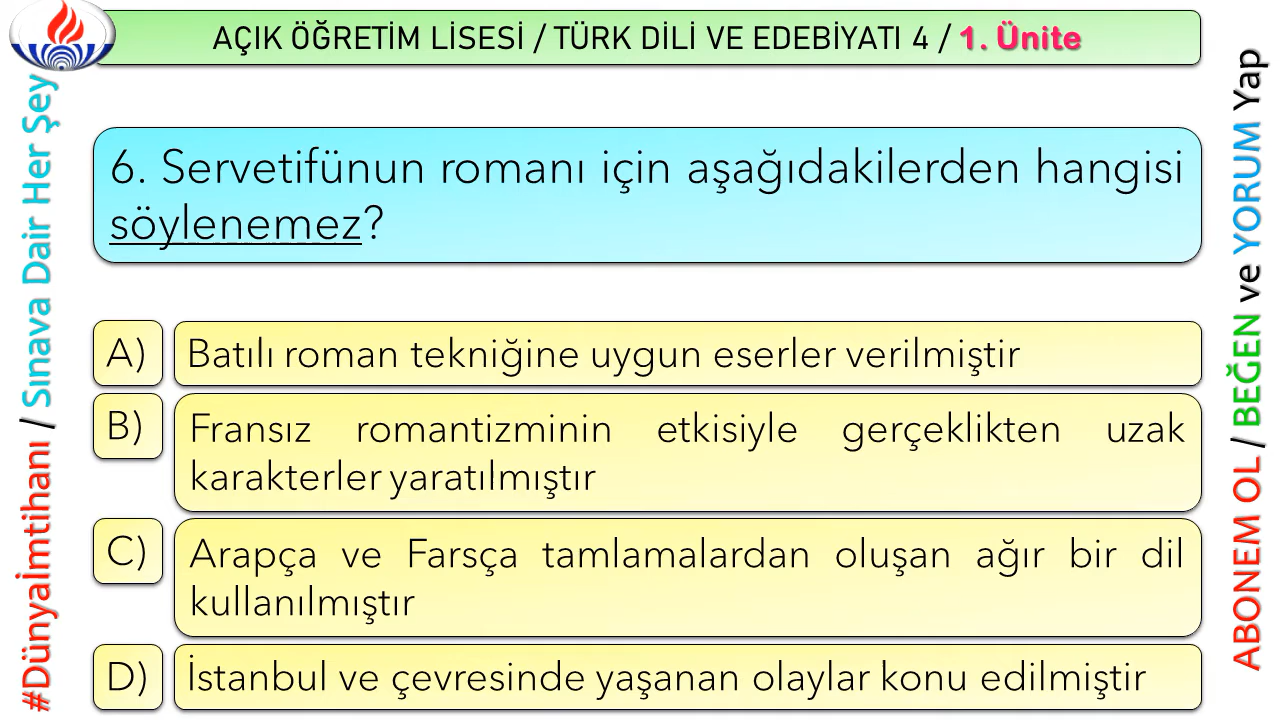 AÇIK ÖĞRETİM LİSESİ / TÜRK DİLİ VE EDEBİYATI 4 / 1. Ünite
#Dünyaİmtihanı / Sınava Dair Her Şey
6. Servetifünun romanı için aşağıdakilerden hangisi
söylenemez?
A) Batılı roman tekniğine uygun eserler verilmiştir
B) Fransız romantizminin etkisiyle gerçeklikten uzak
karakterler yaratılmıştır
C) Arapça ve Farsça tamlamalardan oluşan ağır bir dil
kullanılmıştır
D) İstanbul ve çevresinde yaşanan olaylar konu edilmiştir
ABONEM OL / BEĞEN ve YORUM Yap